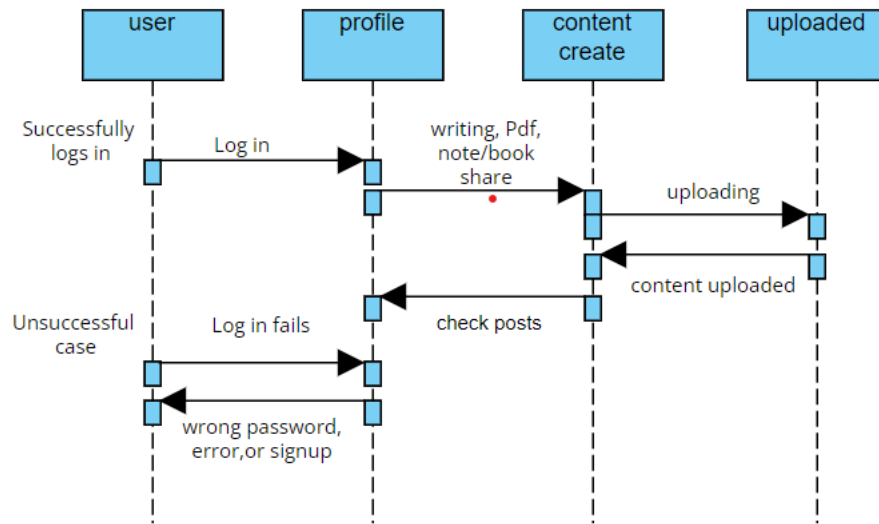 user
profile
content
create
uploaded
Successfully
logs in
Log in
writing, Pdf,
note/book
share
uploading
content uploaded
check posts
Unsuccessful
case
Log in fails
wrong password,
error,or signup